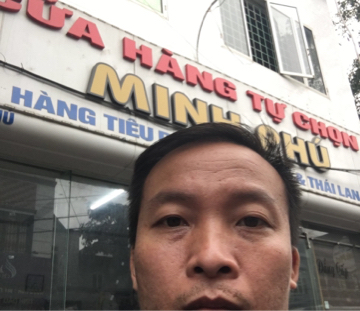 CỬA HÀNG TỰ CHỌN
MINH PHÚ
HÀNG TIÊU
& THÁI LAN